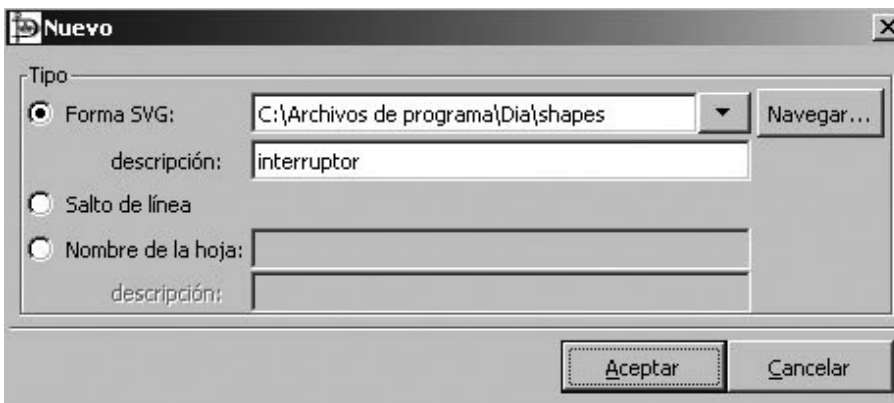 Nuevo
Tipo
Forma SVG: C:\Archivos de programa\Dia\shapes Navegar...
descripción: interruptor
Salto de línea
Nombre de la hoja:
descripción:
Aceptar Cancelar